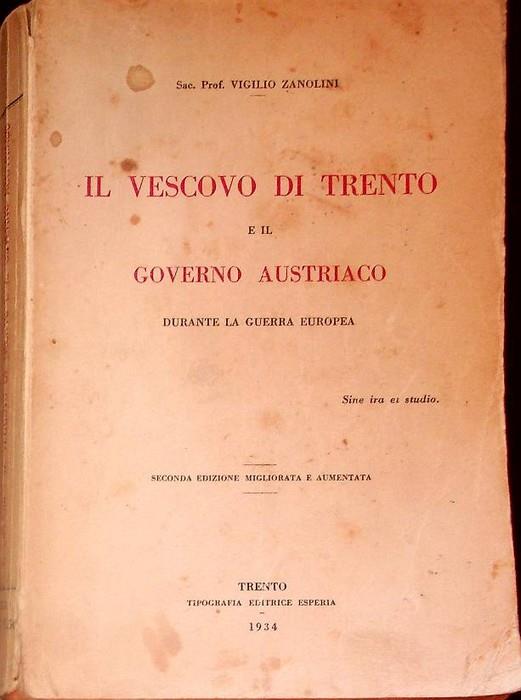 Sac. Prof. VIGILIO ZANOLINI
IL VESCOVO DI TRENTO
E IL
GOVERNO AUSTRIACO
DURANTE LA GUERRA EUROPEA
Sine ira et studio.
SECONDA EDIZIONE MIGLIORATA E AUMENTATA
TRENTO
TIPOGRAFIA EDITRICE ESPERIA
1934